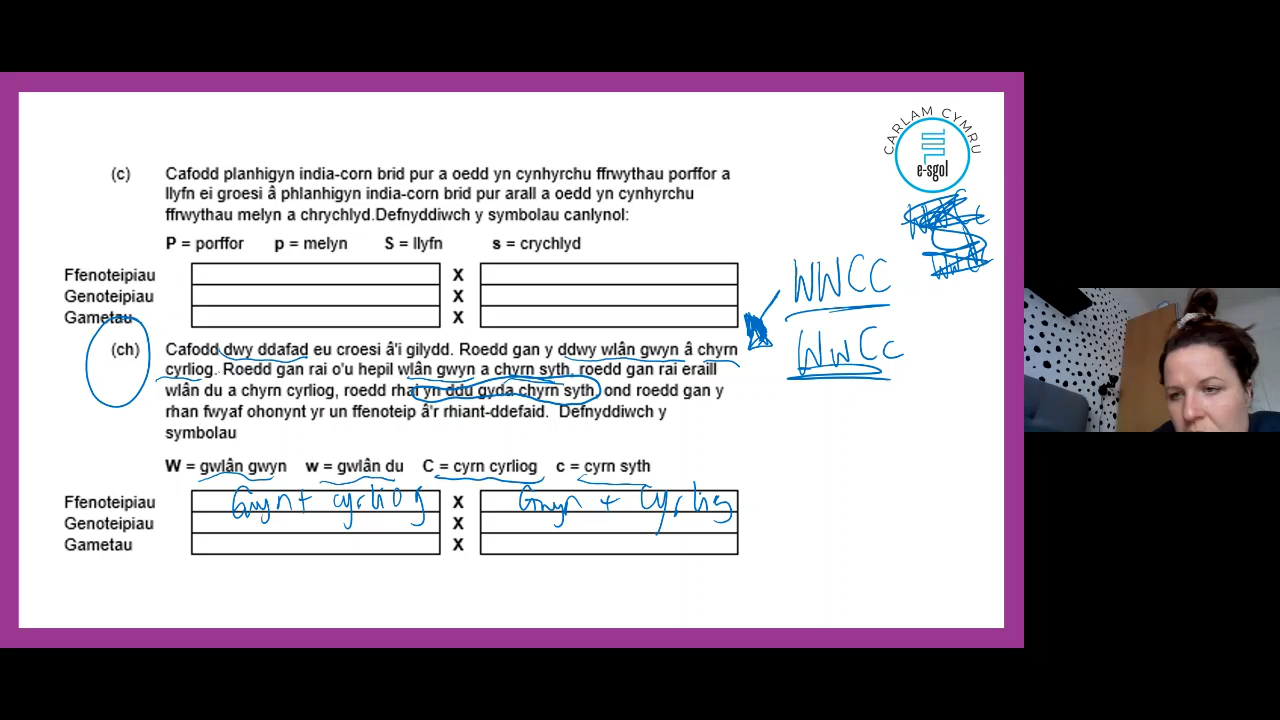 CARLAM CYMRU
e-sgol
(c) Cafodd planhigyn india-corn brid pur a oedd yn cynhyrchu ffrwythau porffor a
llyfn ei groesi â phlanhigyn india-corn brid pur arall a oedd yn cynhyrchu
ffrwythau melyn a chrychlyd.Defnyddiwch y symbolau canlynol:
P = porffor p = melyn S = llyfn s = crychlyd
Ffenoteipiau X
Genoteipiau X
Gametau X
WWCC
WwCc
(ch) Cafodd dwy ddafad eu croesi â'i gilydd. Roedd gan y ddwy wlân gwyn â chyrn
cyrliog. Roedd gan rai o'u hepil wlân gwyn a chyrn syth, roedd gan rai eraill
wlân du a chyrn cyrliog, roedd rhai yn ddu gyda chyrn syth ond roedd gan y
rhan fwyaf ohonynt yr un ffenoteip â'r rhiant-ddefaid. Defnyddiwch y
symbolau
W = gwlân gwyn w = gwlân du C = cyrn cyrliog c = cyrn syth
Ffenoteipiau Gwyn + cyrliog X Gwyn + Cyrliog
Genoteipiau X
Gametau X